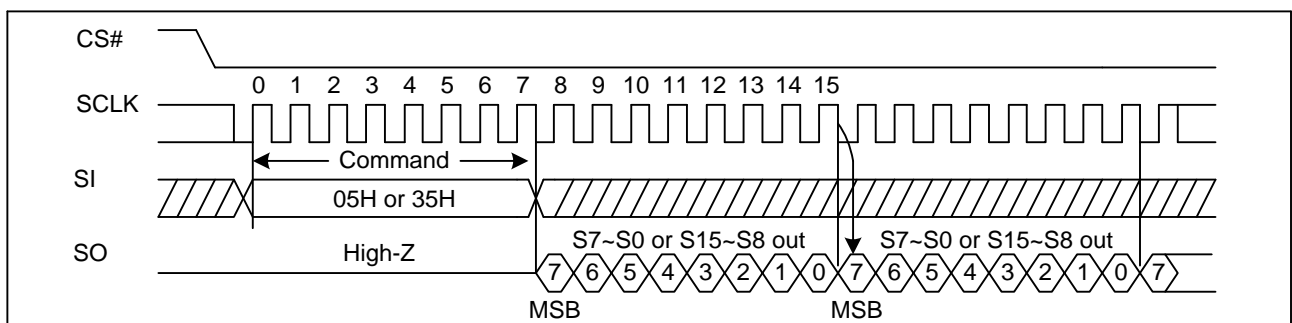 CS#
0 1 2 3 4 5 6 7 8 9 10 11 12 13 14 15
SCLK
Command
SI
05H or 35H
SO
High-Z
S7~S0 or S15~S8 out S7~S0 or S15~S8 out
7 6 5 4 3 2 1 0 7 6 5 4 3 2 1 0 7
MSB MSB